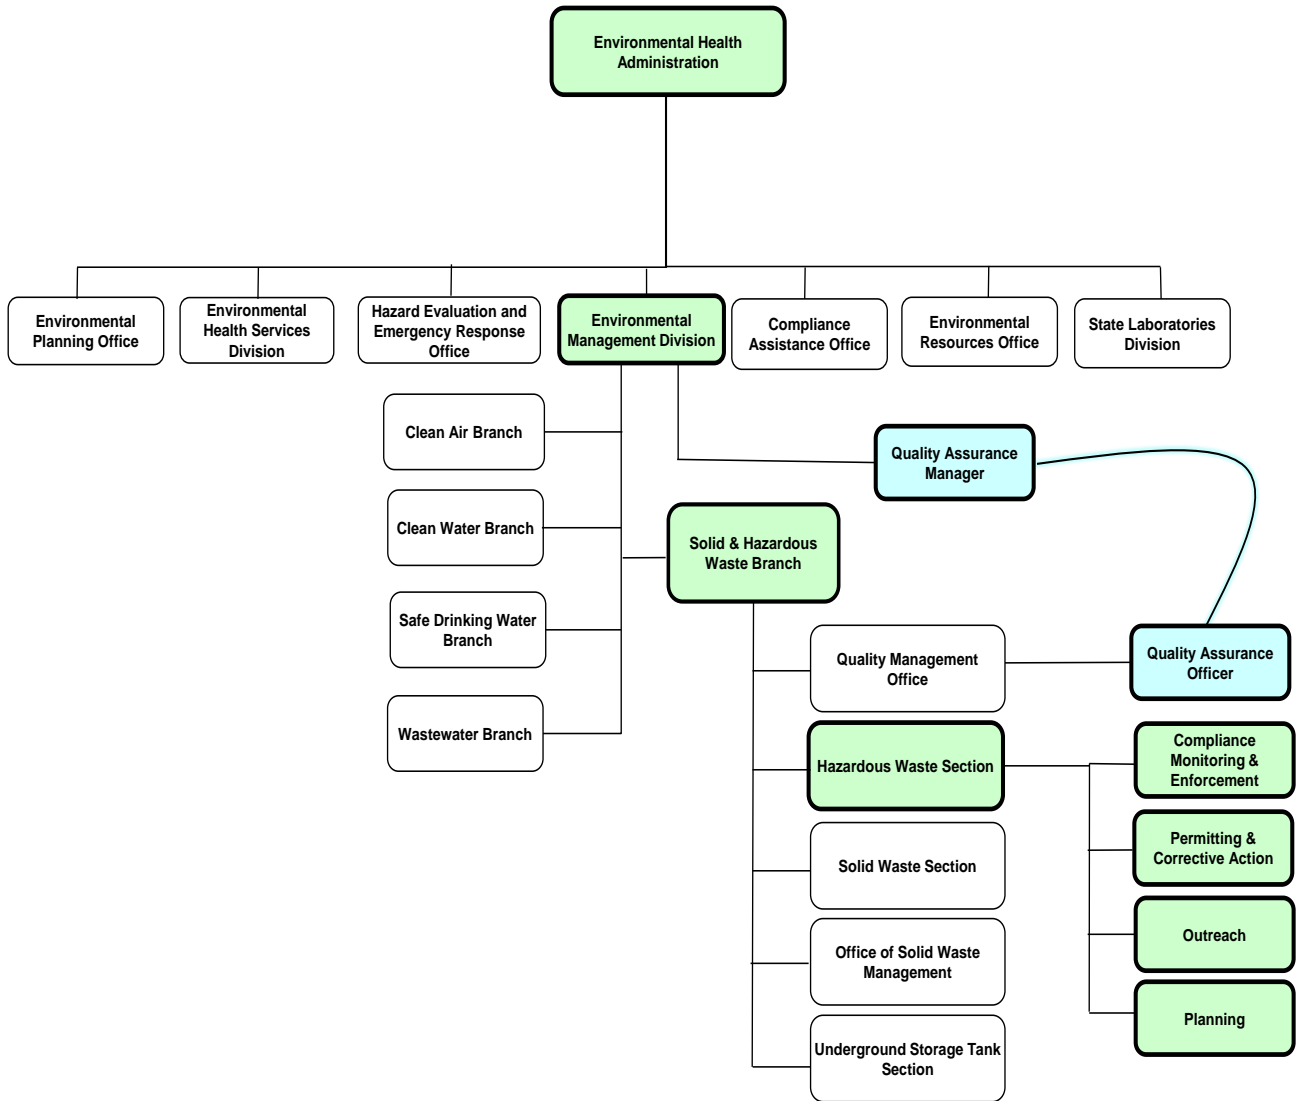 Environmental Health
Administration
Environmental
Planning Office
Environmental
Health Services
Division
Hazard Evaluation and
Emergency Response
Office
Environmental
Management Division
Compliance
Assistance Office
Environmental
Resources Office
State Laboratories
Division
Clean Air Branch
Quality Assurance
Manager
Clean Water Branch
Solid & Hazardous
Waste Branch
Safe Drinking Water
Branch
Wastewater Branch
Quality Management
Office
Quality Assurance
Officer
Hazardous Waste Section
Compliance
Monitoring &
Enforcement
Permitting &
Corrective Action
Solid Waste Section
Outreach
Office of Solid Waste
Management
Planning
Underground Storage Tank
Section